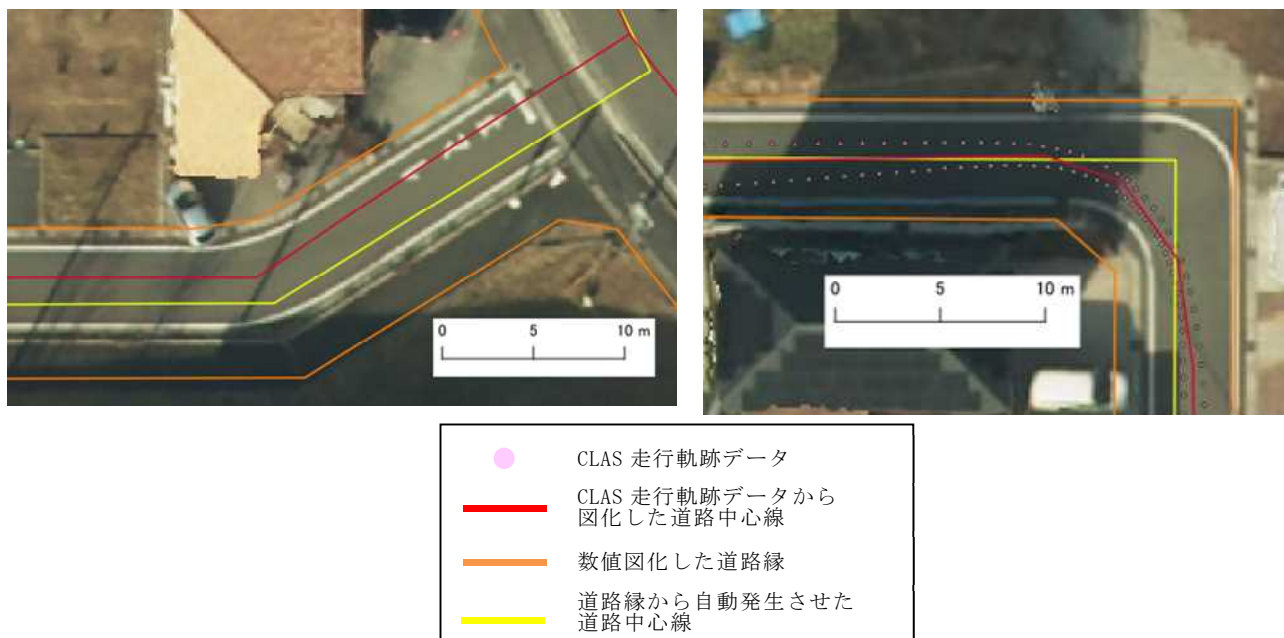 0 5 10 m
0 5 10 m
CLAS 走行軌跡データ
CLAS 走行軌跡データから
図化した道路中心線
数値図化した道路縁
道路縁から自動発生させた
道路中心線